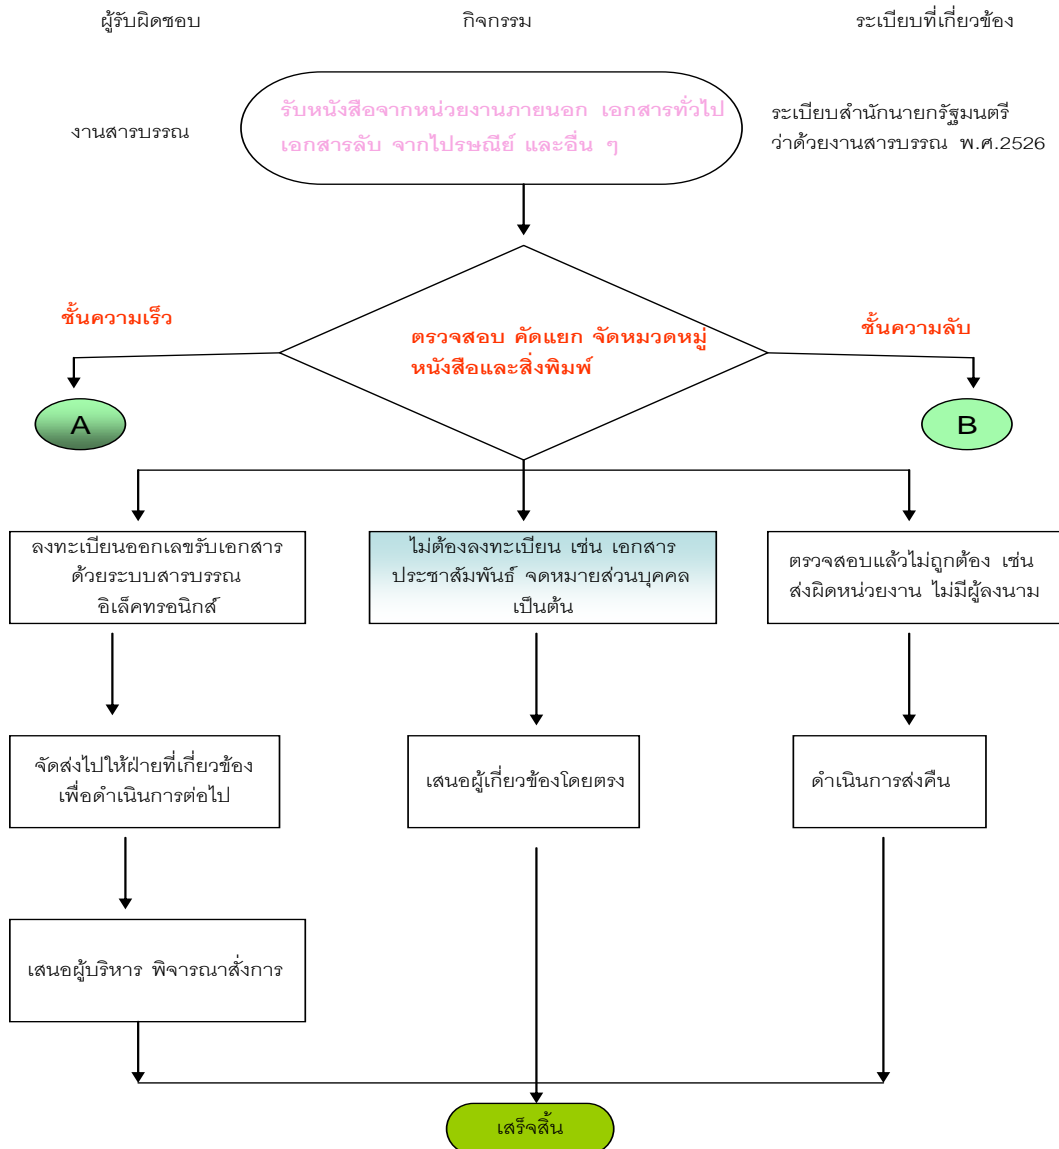 ผู้รับผิดชอบ
กิจกรรม
ระเบียบที่เกี่ยวข้อง
งานสารบรรณ
รับหนังสือจากหน่วยงานภายนอก เอกสารทั่วไป
เอกสารลับ จากไปรษณีย์ และอื่น ๆ
ระเบียบสำนักนายกรัฐมนตรี
ว่าด้วยงานสารบรรณ พ.ศ.2526
ชั้นความเร็ว
ตรวจสอบ คัดแยก จัดหมวดหมู่
หนังสือและสิ่งพิมพ์
ชั้นความลับ
A
B
ลงทะเบียนออกเลขรับเอกสาร
ด้วยระบบสารบรรณ
อิเล็คทรอนิกส์
ไม่ต้องลงทะเบียน เช่น เอกสาร
ประชาสัมพันธ์ จดหมายส่วนบุคคล
เป็นต้น
ตรวจสอบแล้วไม่ถูกต้อง เช่น
ส่งผิดหน่วยงาน ไม่มีผู้ลงนาม
จัดส่งไปให้ฝ่ายที่เกี่ยวข้อง
เพื่อดำเนินการต่อไป
เสนอผู้เกี่ยวข้องโดยตรง
ดำเนินการส่งคืน
เสนอผู้บริหาร พิจารณาสั่งการ
เสร็จสิ้น